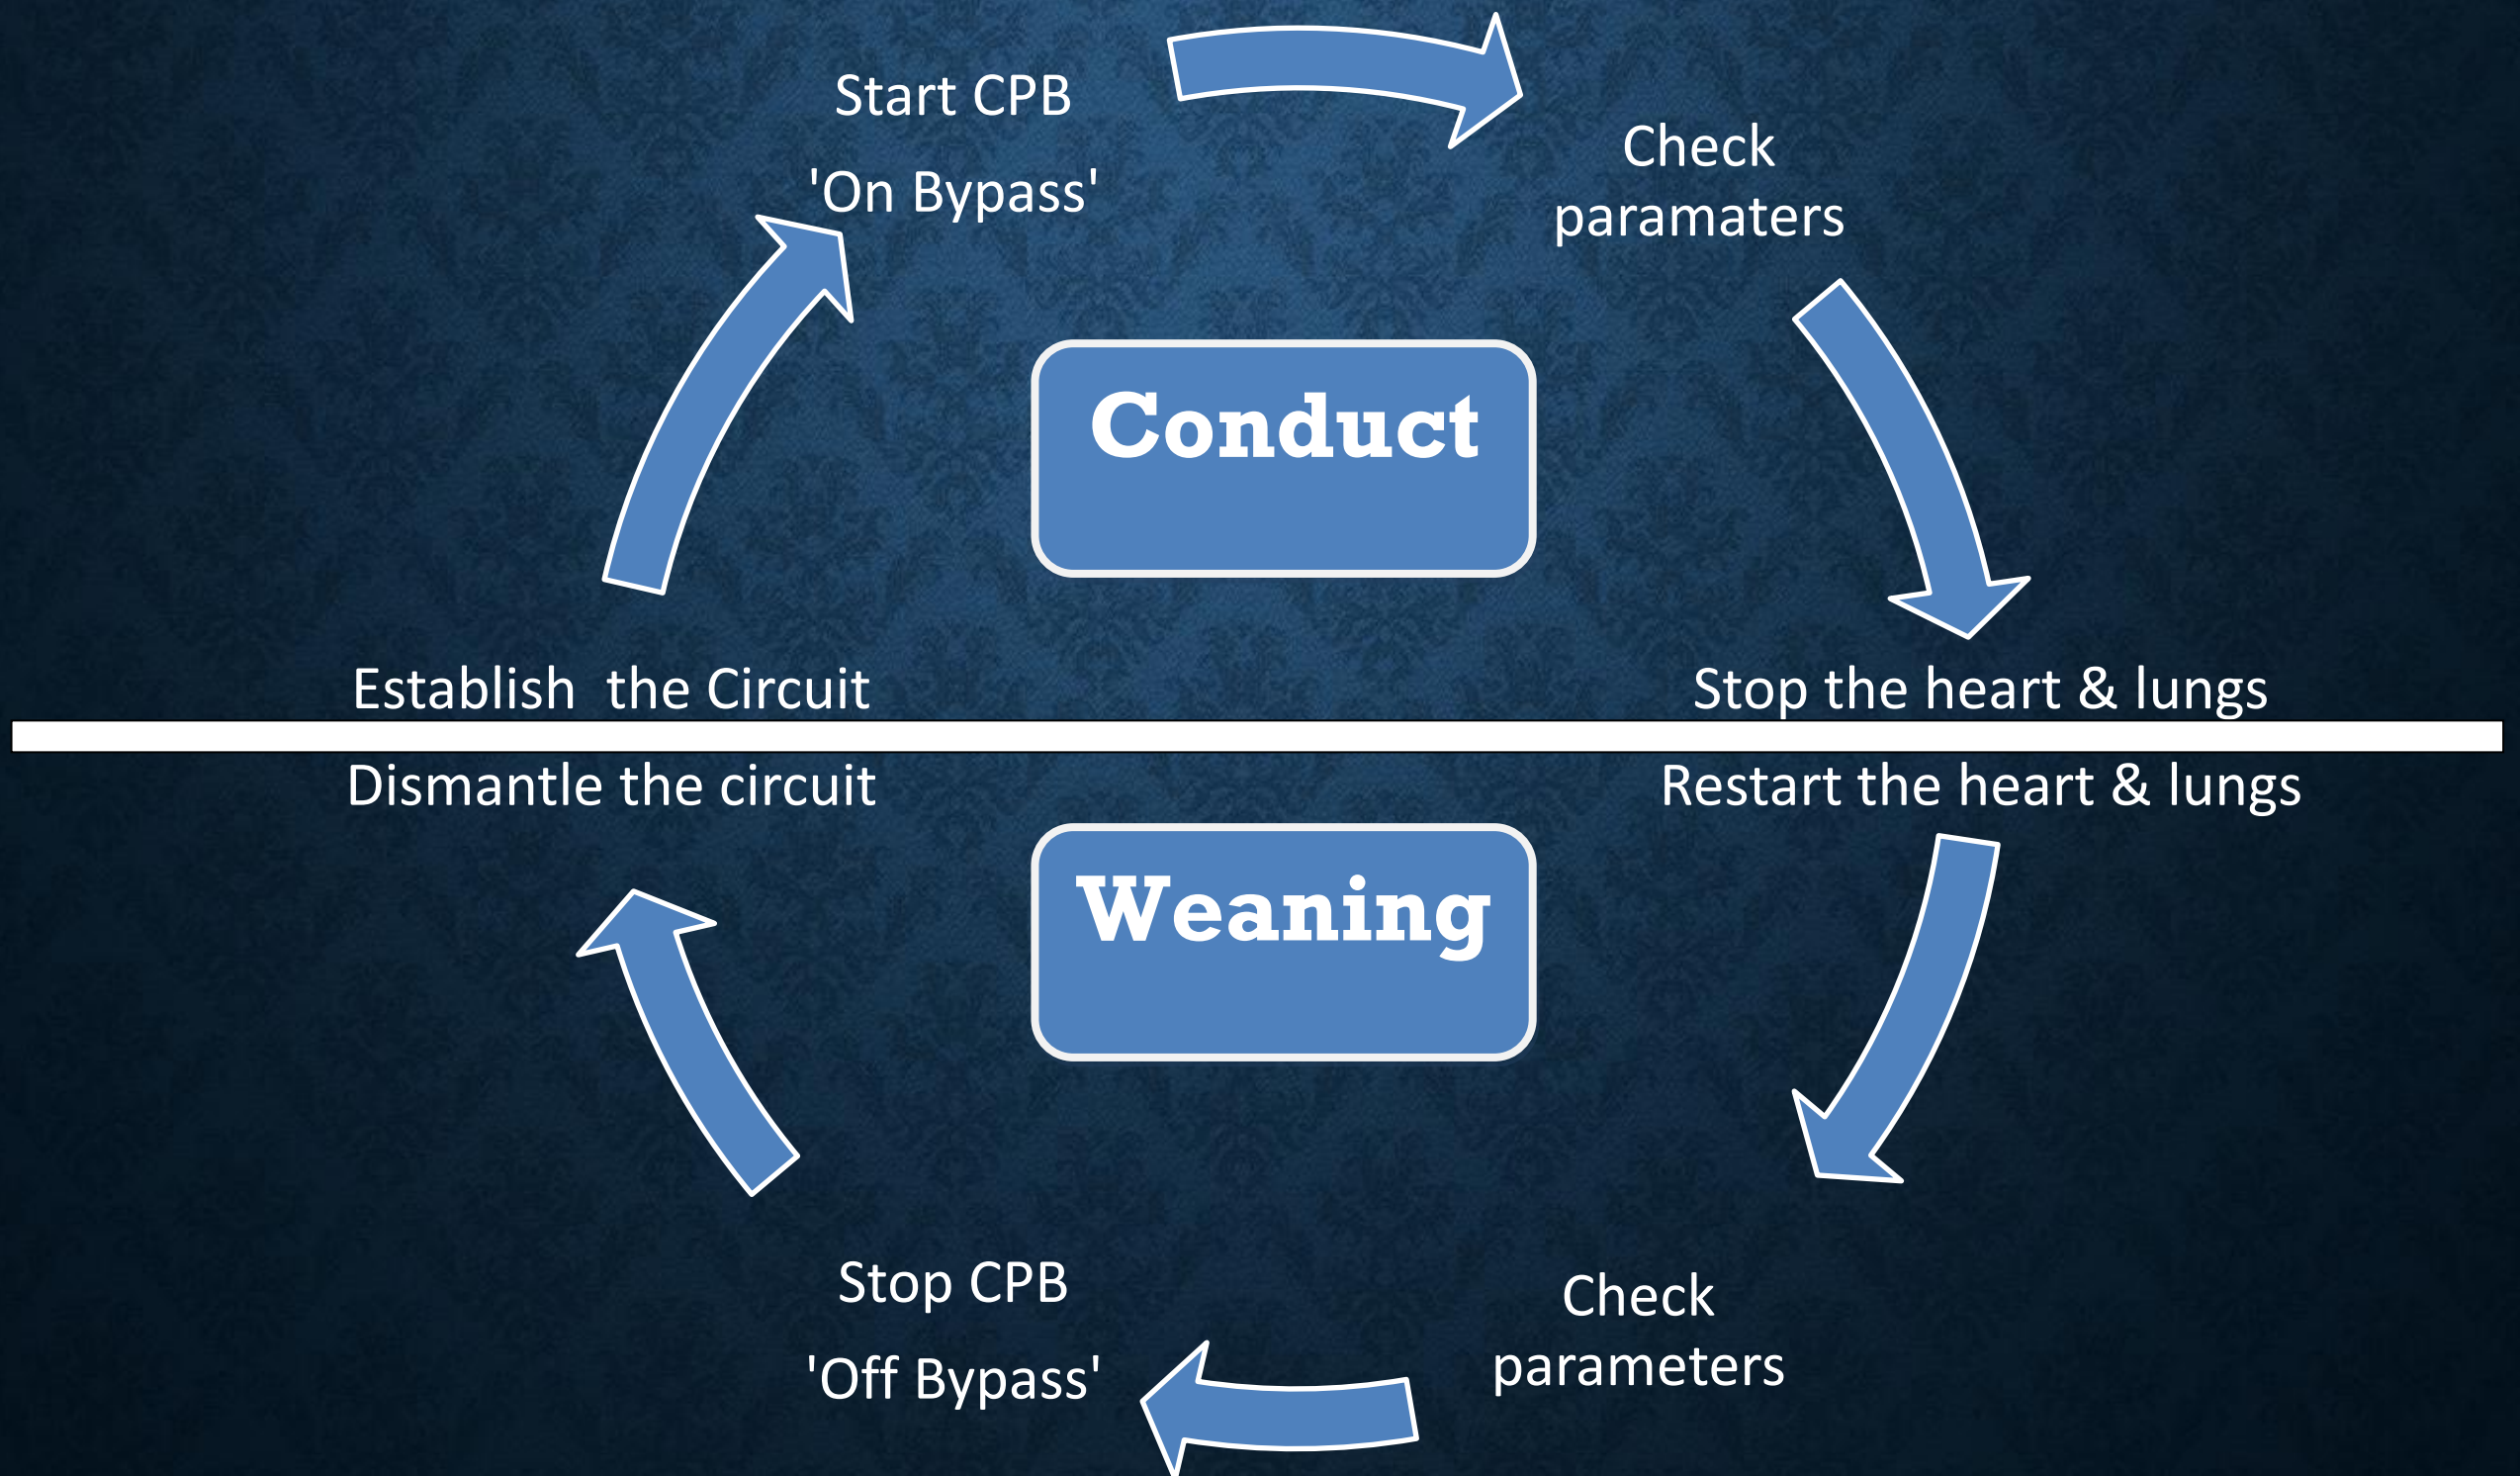 Start CPB
'On Bypass'
Check
paramaters
Conduct
Establish  the Circuit
Stop the heart & lungs
Dismantle the circuit
Restart the heart & lungs
Weaning
Stop CPB
'Off Bypass'
Check
parameters